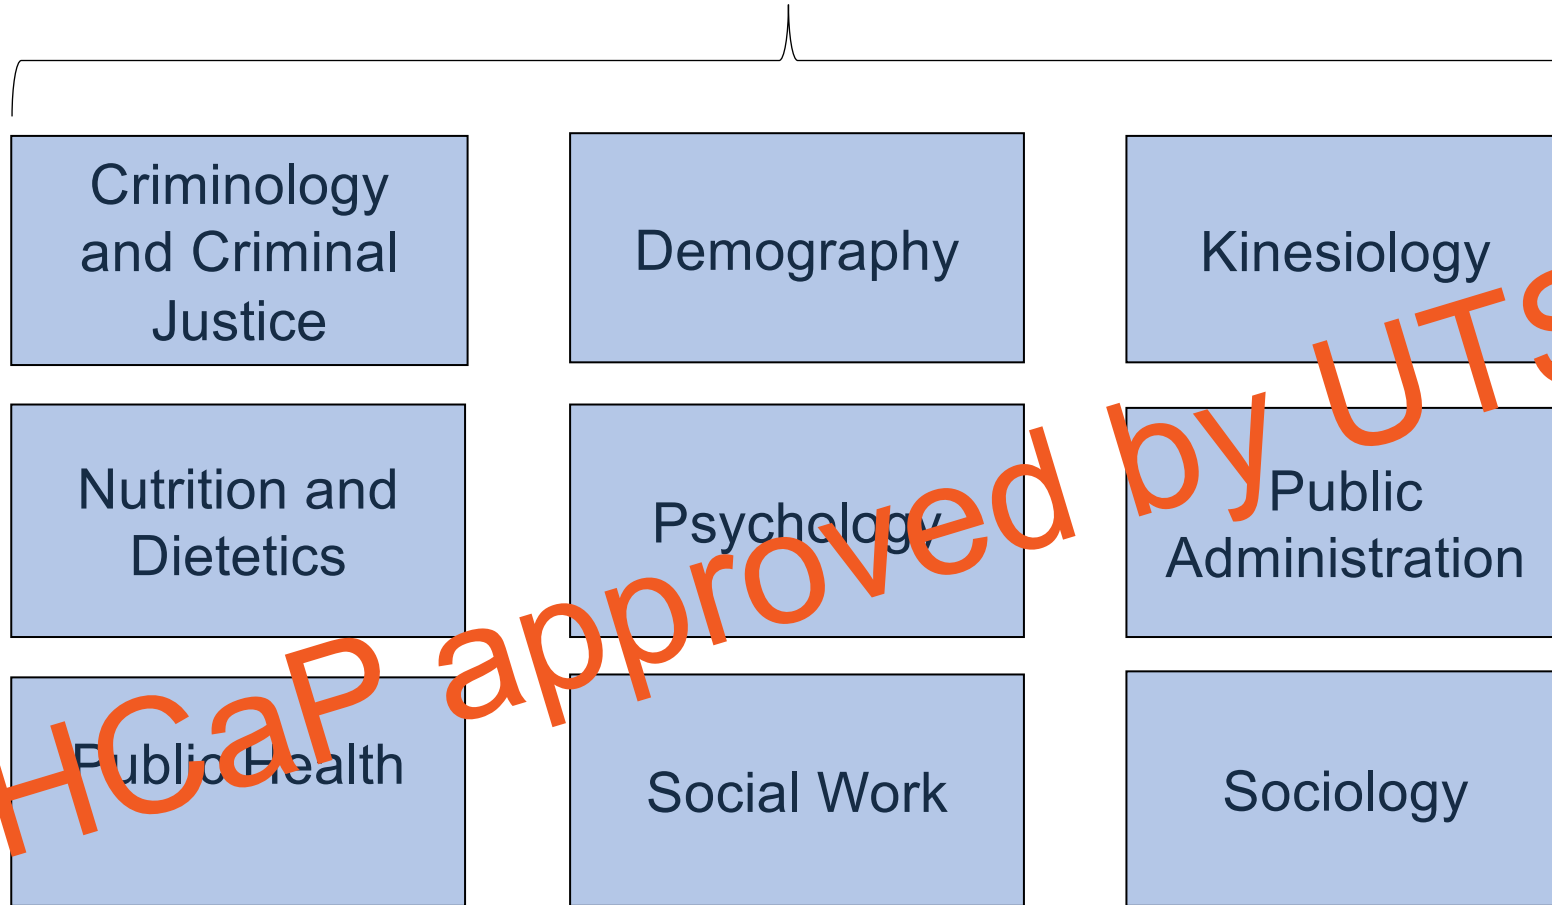 Criminology
and Criminal
Justice
Demography
Kinesiology
Nutrition and
Dietetics
Psychology
Public
Administration
Public Health
Social Work
Sociology
HCaP approved by UTS